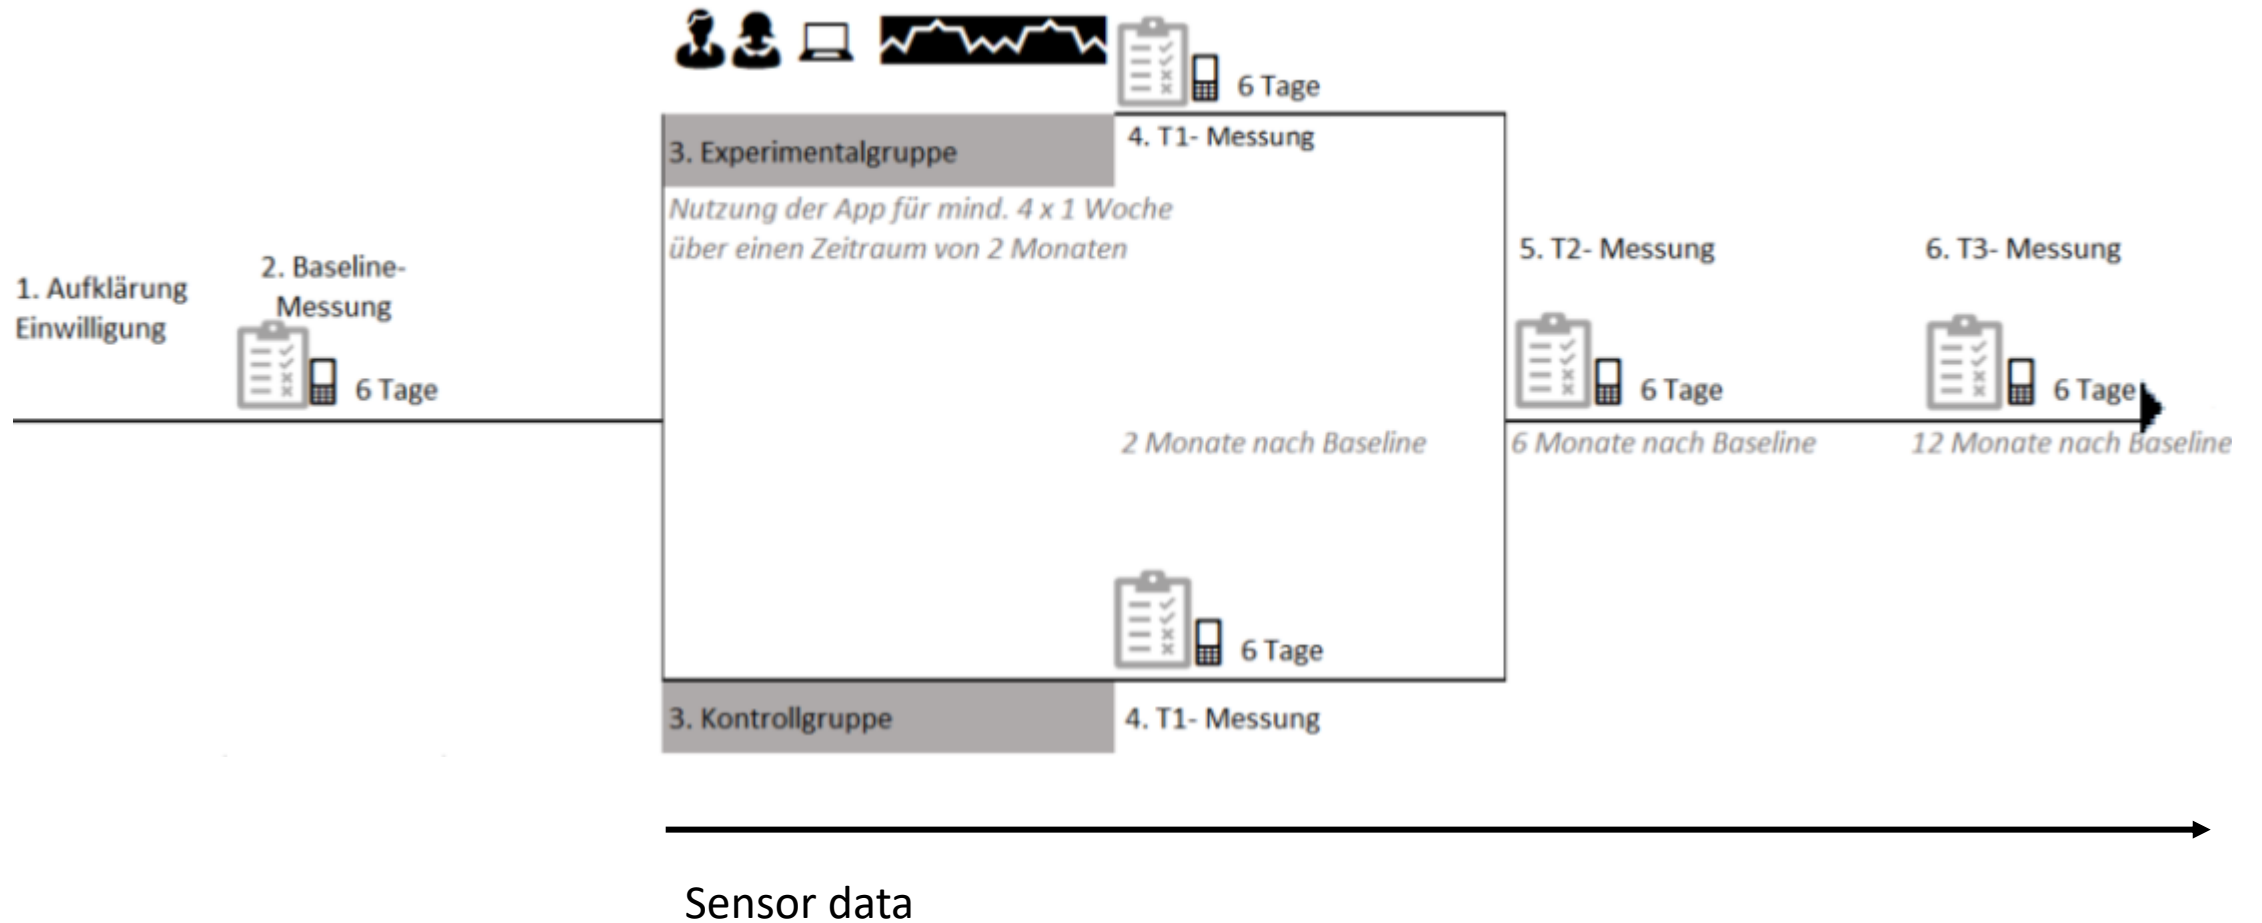 6 Tage
3. Experimentalgruppe
4. T1- Messung
Nutzung der App für mind. 4 x 1 Woche
über einen Zeitraum von 2 Monaten
1. Aufklärung
Einwilligung
2. Baseline-
Messung
6 Tage
5. T2- Messung
6 Tage
6. T3- Messung
6 Tage
2 Monate nach Baseline
6 Monate nach Baseline
12 Monate nach Baseline
6 Tage
3. Kontrollgruppe
4. T1- Messung
Sensor data